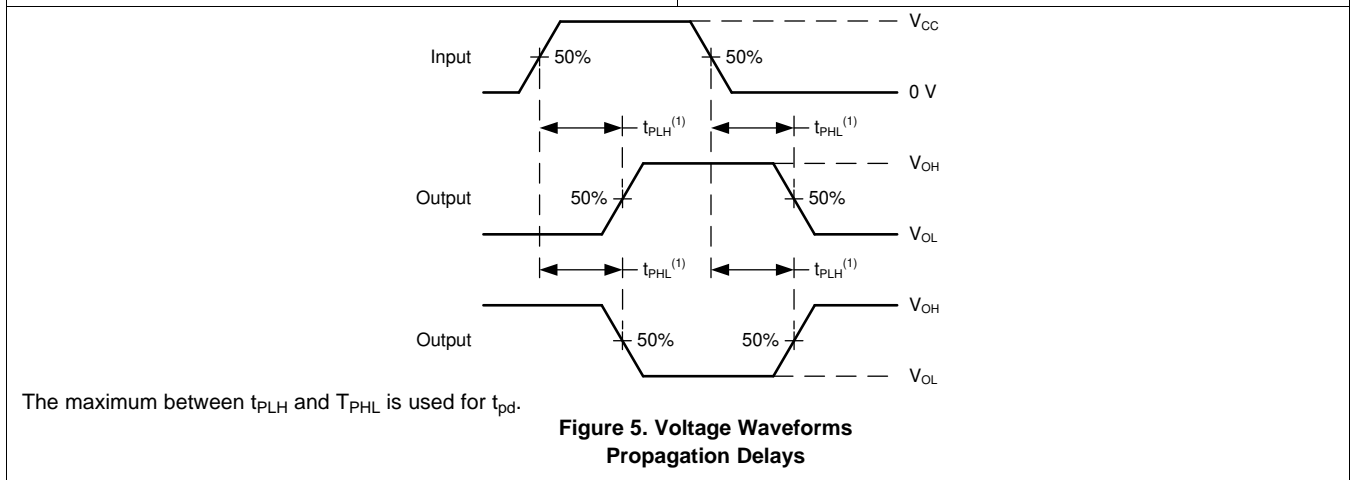 V_CC
Input 50% 50%
0 V
t_PLH^(1) t_PHL^(1)
V_OH
Output 50% 50%
V_OL
t_PHL^(1) t_PLH^(1)
V_OH
Output 50% 50%
V_OL
The maximum between t_PLH and T_PHL is used for t_pd.
Figure 5. Voltage Waveforms
Propagation Delays